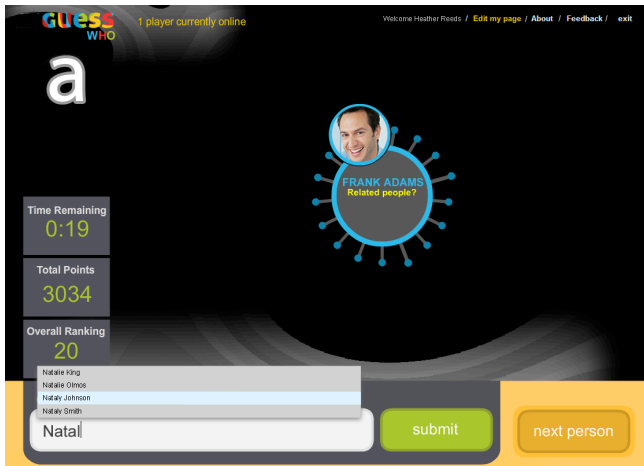 GUESS
WHO
1 player currently online
Welcome Heather Reeds / Edit my page / About / Feedback / exit
a
FRANK ADAMS
Related people?
Time Remaining
0:19
Total Points
3034
Overall Ranking
20
Natalie King
Natalie Olmos
Nataly Johnson
Nataly Smith
Natal
submit
next person